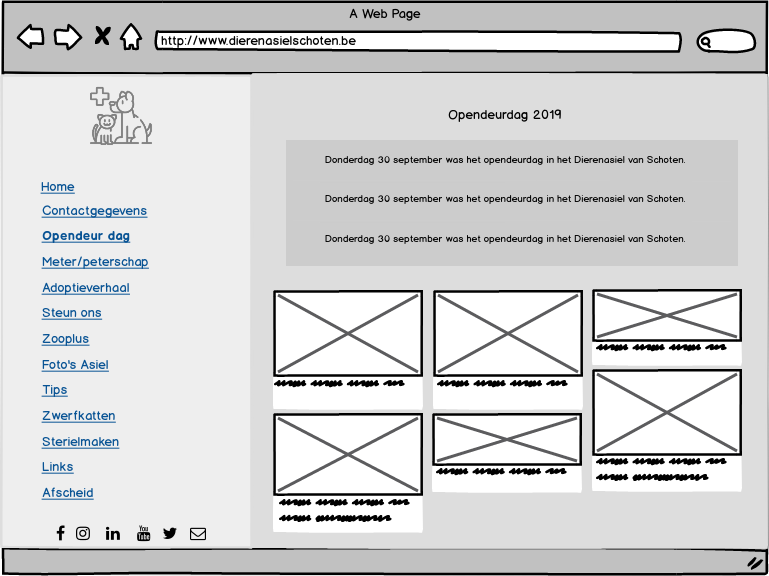 A Web Page
http://www.dierenasielschoten.be
Opendeurdag 2019
Donderdag 30 september was het opendeurdag in het Dierenasiel van Schoten.
Donderdag 30 september was het opendeurdag in het Dierenasiel van Schoten.
Donderdag 30 september was het opendeurdag in het Dierenasiel van Schoten.
Home
Contactgegevens
Opendeur dag
Meter/peterschap
Adoptieverhaal
Steun ons
Zooplus
Foto's Asiel
Tips
Zwerfkatten
Sterielmaken
Links
Afscheid
You Tube